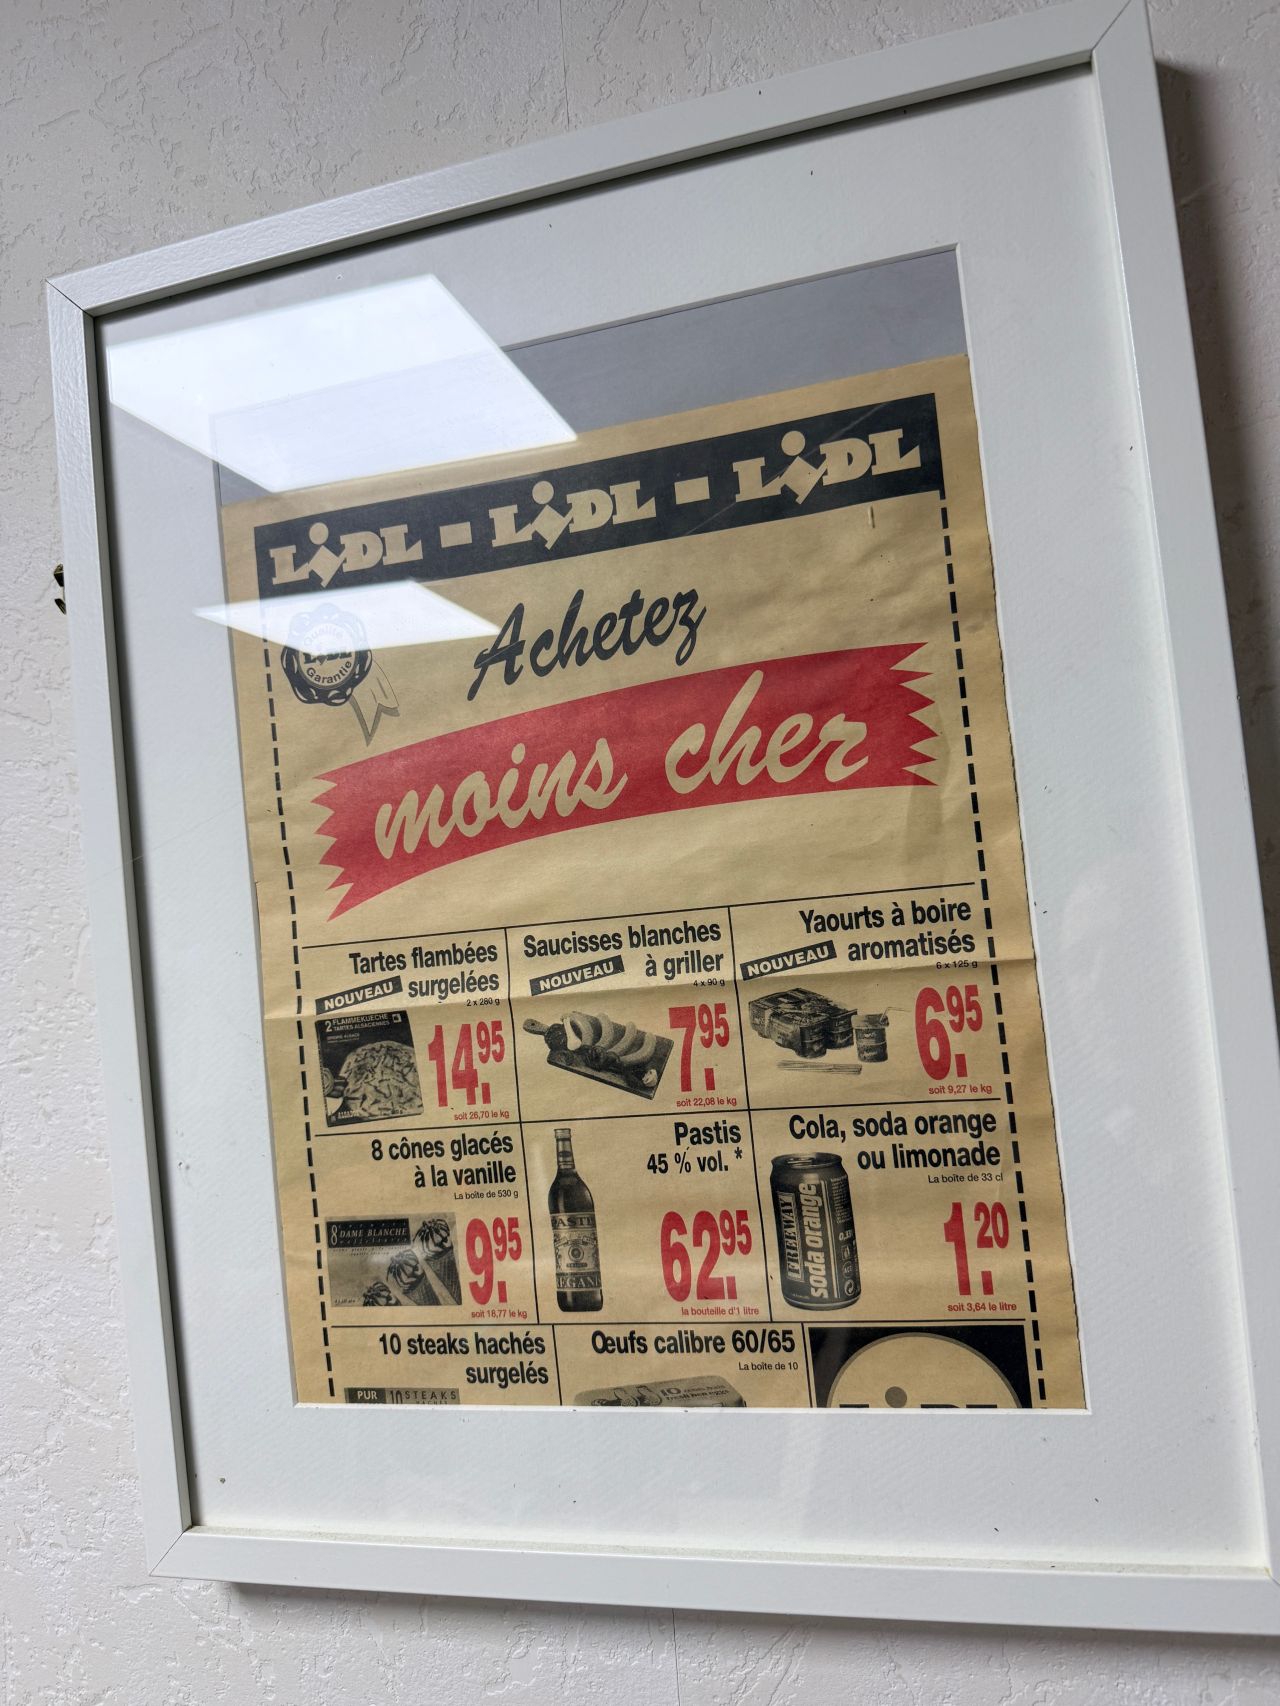 LIDL - LIDL - LIDL
Qualité
LIDL
Garantie
Achetez
moins cher
Tartes flambées
NOUVEAU surgelées
2 x 280 g
2 FLAMMEKUECHE
TARTES ALSACIENNES
14.95
soit 26,70 le kg
Saucisses blanches
NOUVEAU à griller
4 x 90 g
7.95
soit 22,08 le kg
Yaourts à boire
NOUVEAU aromatisés
6 x 125 g
6.95
soit 9,27 le kg
8 cônes glacés
à la vanille
La boîte de 530 g
8 DAME BLANCHE
9.95
soit 18,77 le kg
Pastis
45 % vol. *
62.95
la bouteille d'1 litre
Cola, soda orange
ou limonade
La boîte de 33 cl
FREEWAY
soda orange
1.20
soit 3,64 le litre
10 steaks hachés
surgelés
PUR 10 STEAKS
Œufs calibre 60/65
La boîte de 10
10